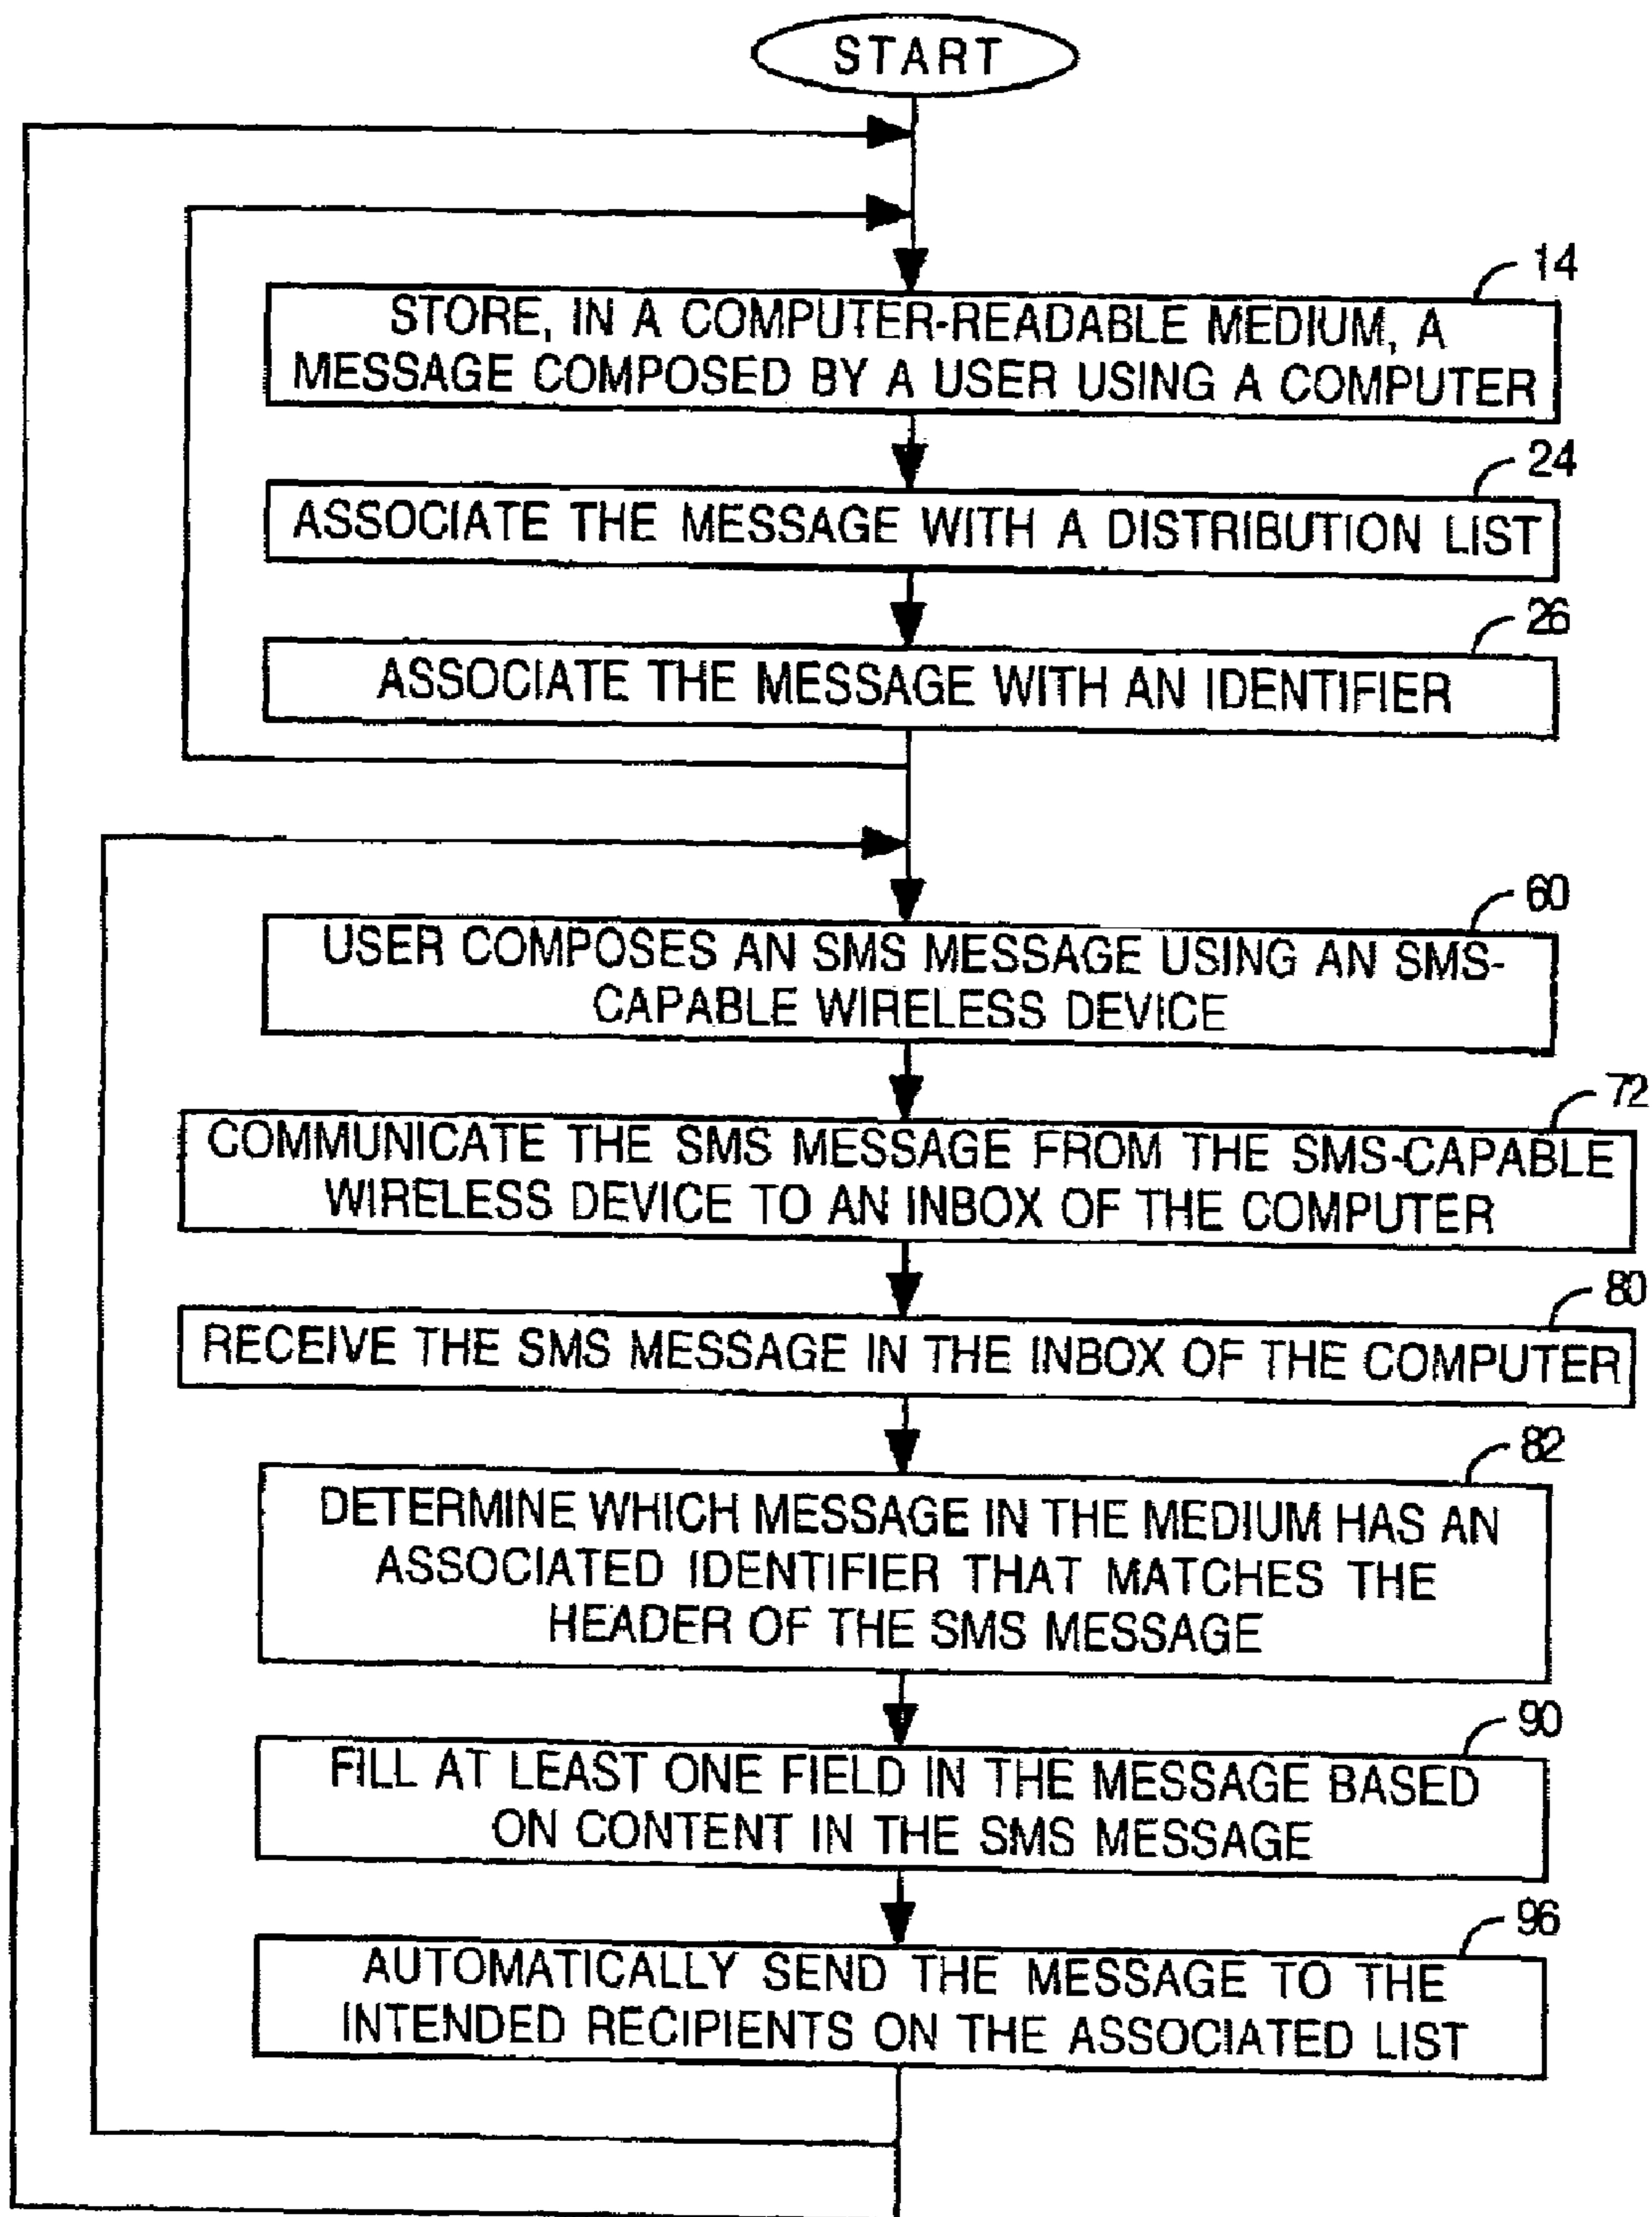 START
14
STORE, IN A COMPUTER-READABLE MEDIUM, A
MESSAGE COMPOSED BY A USER USING A COMPUTER
24
ASSOCIATE THE MESSAGE WITH A DISTRIBUTION LIST
26
ASSOCIATE THE MESSAGE WITH AN IDENTIFIER
60
USER COMPOSES AN SMS MESSAGE USING AN SMS-
CAPABLE WIRELESS DEVICE
72
COMMUNICATE THE SMS MESSAGE FROM THE SMS-CAPABLE
WIRELESS DEVICE TO AN INBOX OF THE COMPUTER
80
RECEIVE THE SMS MESSAGE IN THE INBOX OF THE COMPUTER
82
DETERMINE WHICH MESSAGE IN THE MEDIUM HAS AN
ASSOCIATED IDENTIFIER THAT MATCHES THE
HEADER OF THE SMS MESSAGE
90
FILL AT LEAST ONE FIELD IN THE MESSAGE BASED
ON CONTENT IN THE SMS MESSAGE
96
AUTOMATICALLY SEND THE MESSAGE TO THE
INTENDED RECIPIENTS ON THE ASSOCIATED LIST